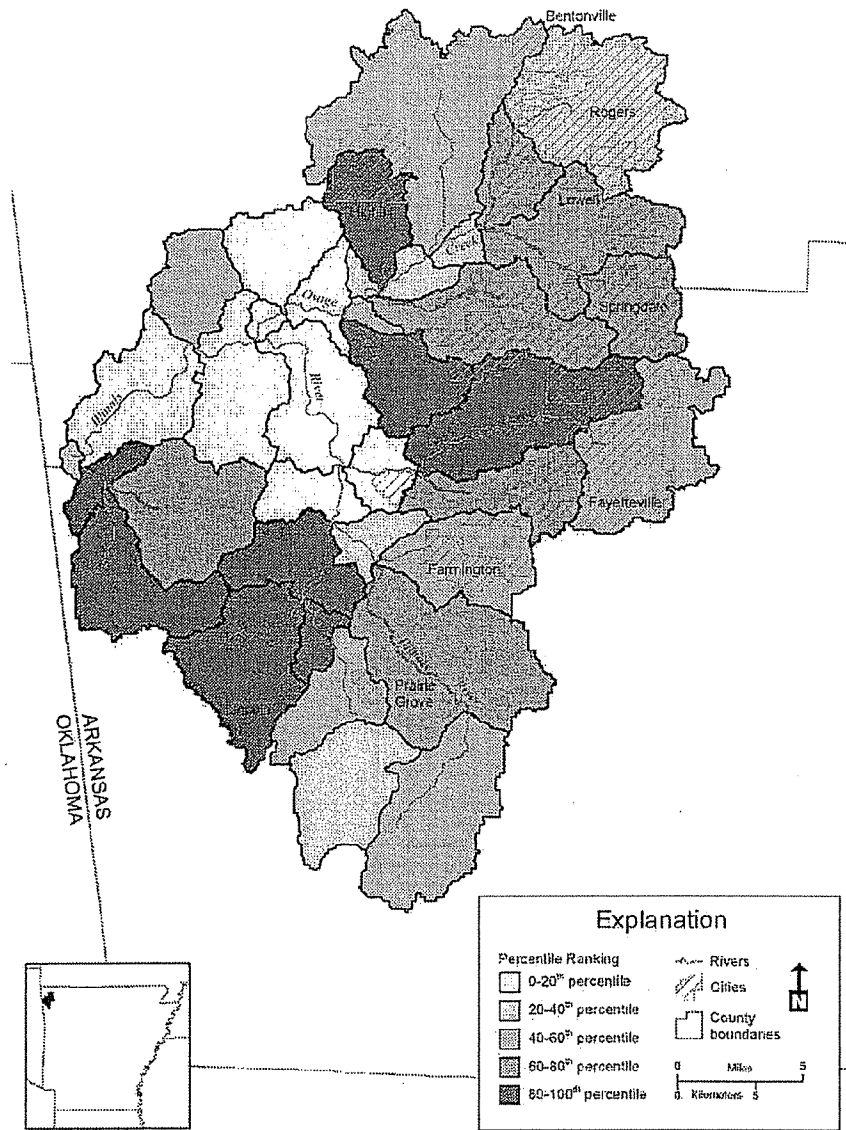 Bentonville
Rogers
Lowell
Creek
Osage
Springdale
Illinois
River
Fayetteville
Farmington
Prairie
Grove
ARKANSAS
OKLAHOMA
Explanation
Percentile Ranking
0-20th percentile
20-40th percentile
40-60th percentile
60-80th percentile
80-100th percentile
Rivers
Cities
County
boundaries
N
0 Miles 5
0 Kilometers 5